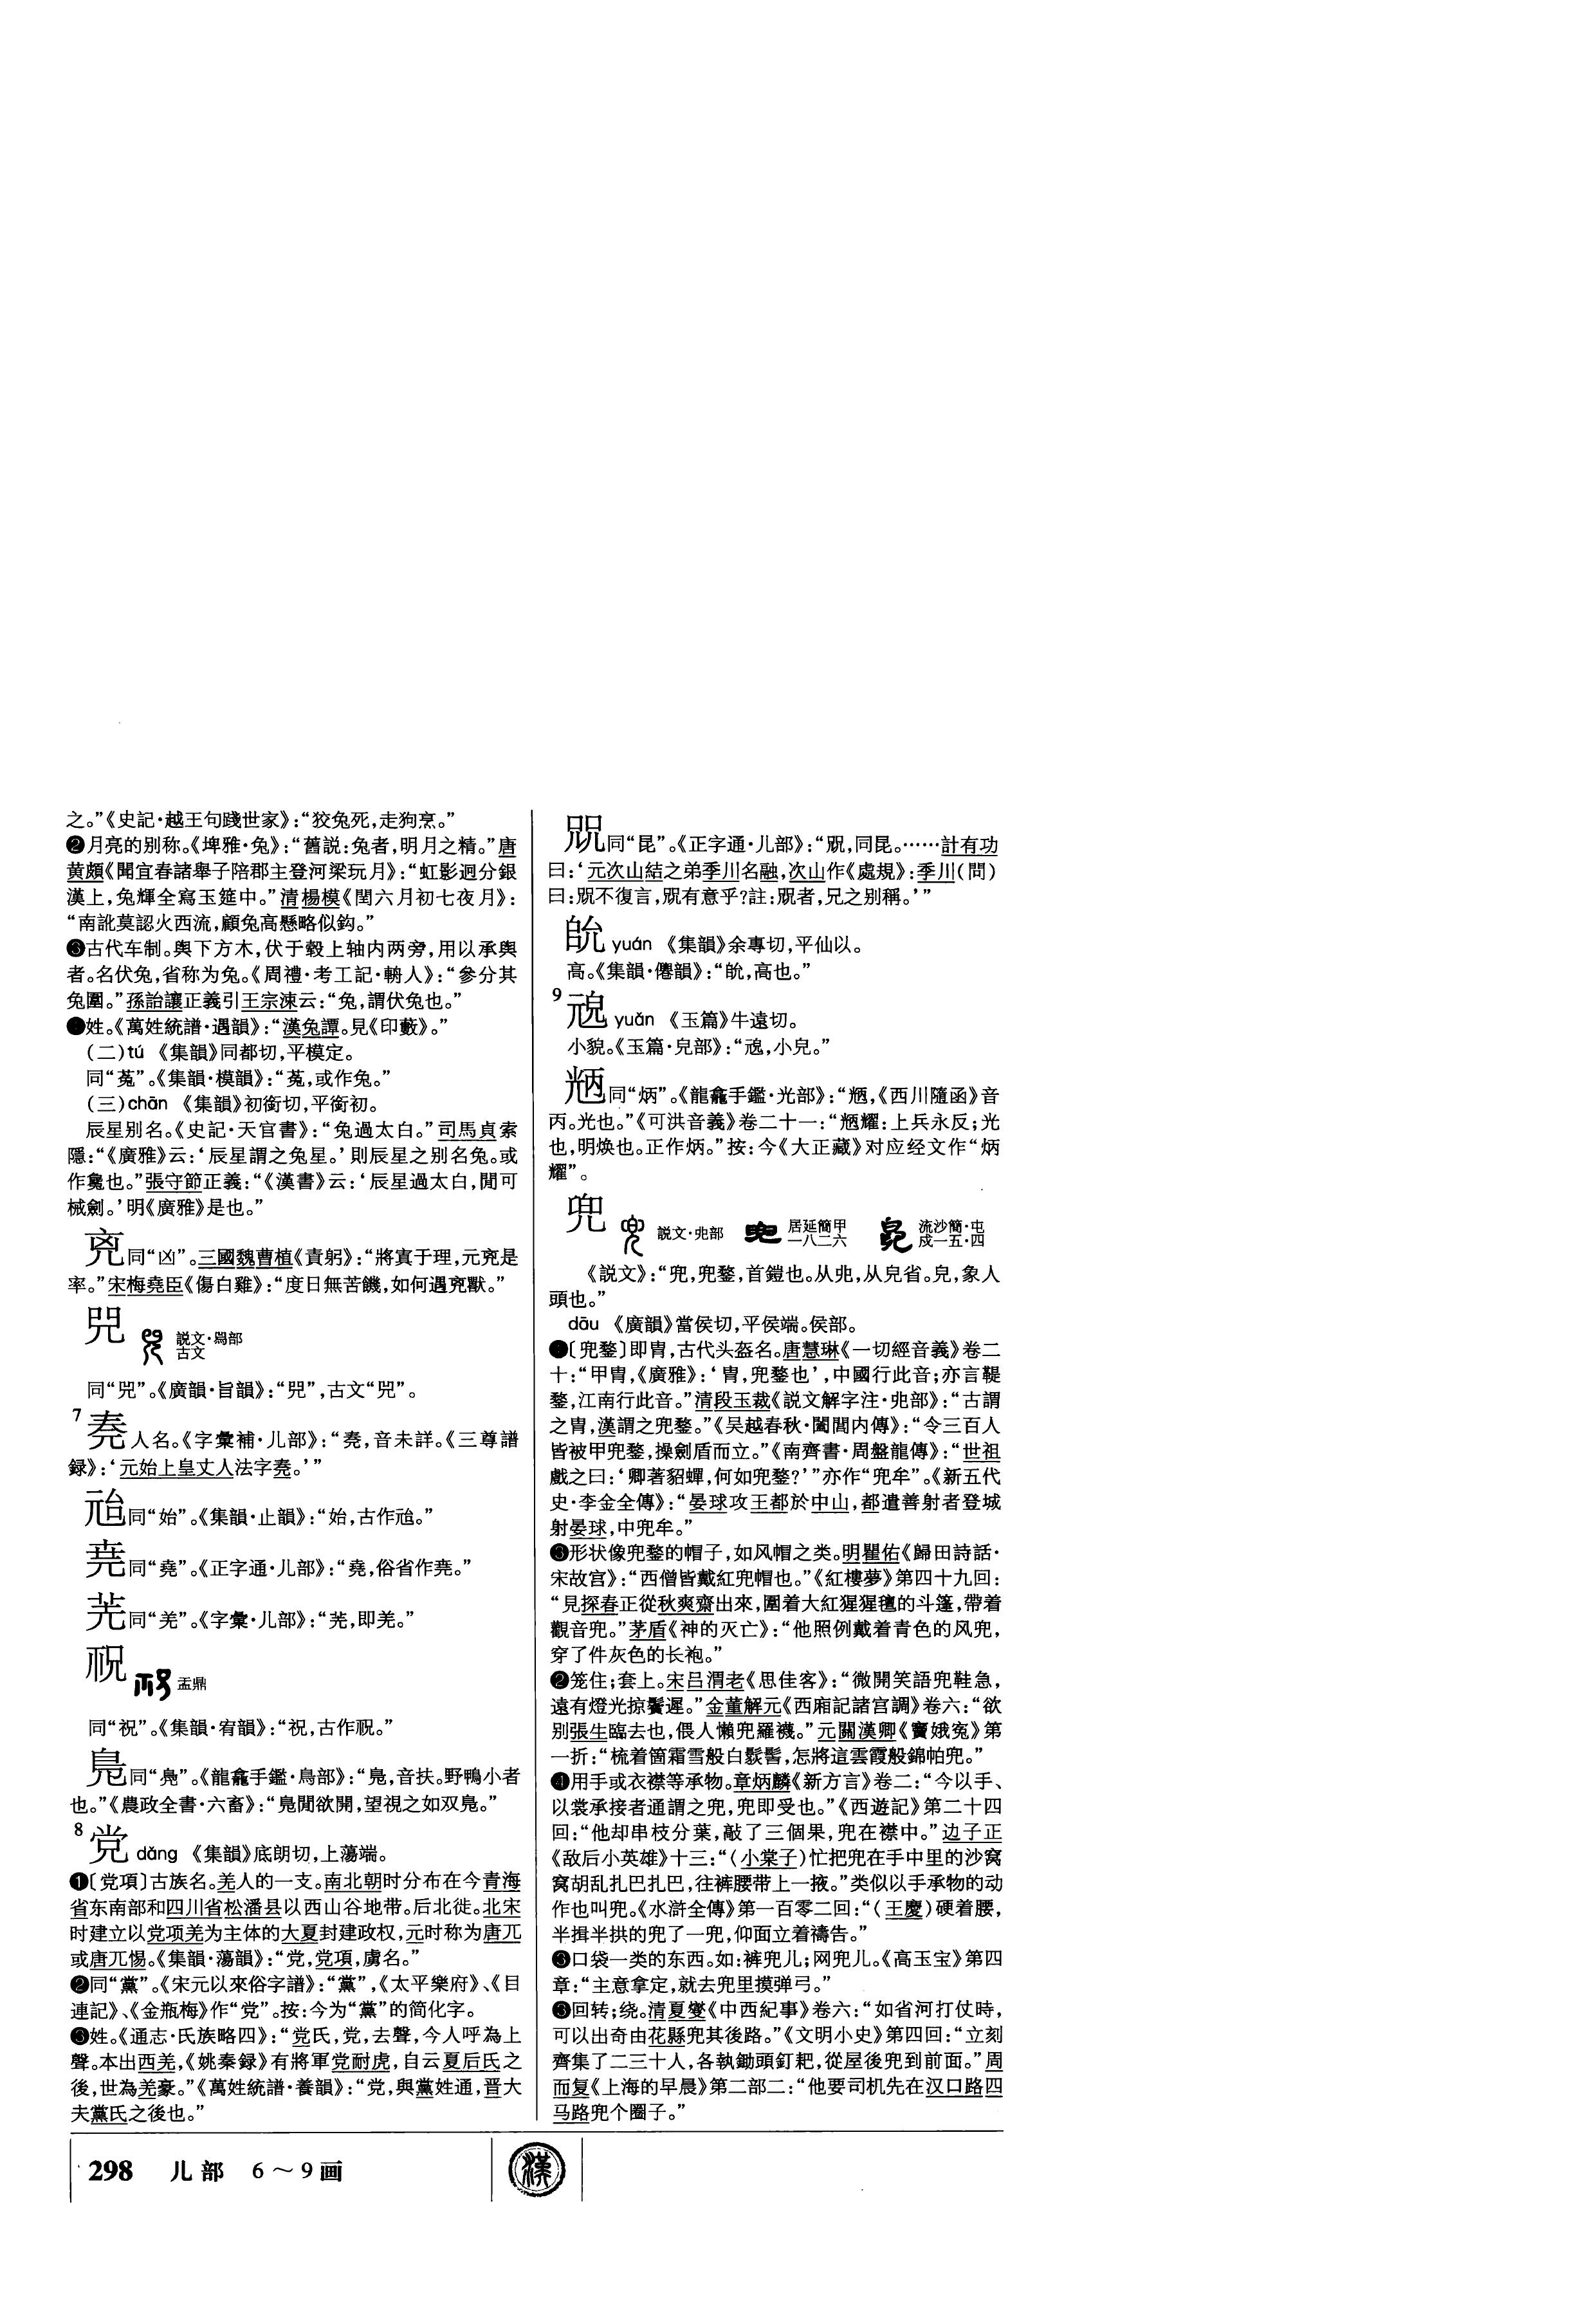 之。”《史記·越王句踐世家》：“狡兔死，走狗烹。”
❷月亮的别称。《埤雅·兔》：“舊説：兔者，明月之精。”唐
黄頗《聞宜春諸舉子陪郡主登河梁玩月》：“虹影迥分銀
漢上，兔輝全寫玉筵中。”清楊模《閏六月初七夜月》：
“南訛莫認火西流，顧兔高懸略似鈎。”
❸古代车制。舆下方木，伏于毂上轴内两旁，用以承舆
者。名伏兔，省称为兔。《周禮·考工記·輈人》：“參分其
兔圍。”孫詒讓正義引王宗涑云：“兔，謂伏兔也。”
❹姓。《萬姓統譜·遇韻》：“漢兔譚。見《印藪》。”
（二）tú 《集韻》同都切，平模定。
同“菟”。《集韻·模韻》：“菟，或作兔。”
（三）chān 《集韻》初銜切，平銜初。
辰星别名。《史記·天官書》：“兔過太白。”司馬貞索
隱：“《廣雅》云：‘辰星謂之兔星。’則辰星之别名兔。或
作毚也。”張守節正義：“《漢書》云：‘辰星過太白，閒可
械劍。’明《廣雅》是也。”
同“凶”。三國魏曹植《責躬》：“將寘于理，元是
率。”宋梅堯臣《傷白雞》：“度日無苦饑，如何遇獸。”
説文·舄部
古文
同“兕”。《廣韻·旨韻》：“兕”，古文“”。
7 人名。《字彙補·儿部》：“，音未詳。《三尊譜
録》：‘元始上皇丈人法字。’”
同“始”。《集韻·止韻》：“始，古作。”
尭 同“堯”。《正字通·儿部》：“堯，俗省作尭。”
羌 同“羌”。《字彙·儿部》：“，即羌。”
孟鼎
同“祝”。《集韻·宥韻》：“祝，古作。”
同“鳧”。《龍龕手鑑·鳥部》：“，音扶。野鴨小者
也。”《農政全書·六畜》：“聞欲開，望視之如双。”
8 党 dǎng 《集韻》底朗切，上蕩端。
❶〔党項〕古族名。羌人的一支。南北朝时分布在今青海
省东南部和四川省松潘县以西山谷地带。后北徙。北宋
时建立以党项羌为主体的大夏封建政权，元时称为唐兀
或唐兀惕。《集韻·蕩韻》：“党，党項，虜名。”
❷同“黨”。《宋元以來俗字譜》：“黨”，《太平樂府》、《目
連記》、《金瓶梅》作“党”。按：今为“黨”的简化字。
❸姓。《通志·氏族略四》：“党氏，党，去聲，今人呼為上
聲。本出西羌，《姚秦録》有將軍党耐虎，自云夏后氏之
後，世為羌豪。”《萬姓統譜·養韻》：“党，與黨姓通，晋大
夫黨氏之後也。”
同“昆”。《正字通·儿部》：“，同昆。……計有功
曰：‘元次山結之弟季川名融，次山作《處規》：季川（問）
曰：不復言，有意乎？註：者，兄之别稱。’”
yuán 《集韻》余專切，平仙以。
高。《集韻·僊韻》：“，高也。”
9 yuǎn 《玉篇》牛遠切。
小貌。《玉篇·皃部》：“，小皃。”
同“炳”。《龍龕手鑑·光部》：“，《西川隨函》音
丙。光也。”《可洪音義》卷二十一：“耀：上兵永反；光
也，明焕也。正作炳。”按：今《大正藏》对应经文作“炳
耀”。
兜 説文·𠑹部 居延簡甲 一八二六 流沙簡·屯 戍一五·四
《説文》：“兜，兜鍪，首鎧也。从𠑹，从皃省。皃，象人
頭也。”
dōu 《廣韻》當侯切，平侯端。侯部。
❶〔兜鍪〕即冑，古代头盔名。唐慧琳《一切經音義》卷二
十：“甲冑，《廣雅》：‘冑，兜鍪也’，中國行此音；亦言鞮
鍪，江南行此音。”清段玉裁《説文解字注·𠑹部》：“古謂
之冑，漢謂之兜鍪。”《吴越春秋·闔閭内傳》：“令三百人
皆被甲兜鍪，操劍盾而立。”《南齊書·周盤龍傳》：“世祖
戲之曰：‘卿著貂蟬，何如兜鍪？’”亦作“兜牟”。《新五代
史·李金全傳》：“晏球攻王都於中山，都遣善射者登城
射晏球，中兜牟。”
❷形状像兜鍪的帽子，如风帽之类。明瞿佑《歸田詩話·
宋故宫》：“西僧皆戴紅兜帽也。”《紅樓夢》第四十九回：
“見探春正從秋爽齋出來，圍着大紅猩猩氊的斗篷，帶着
觀音兜。”茅盾《神的灭亡》：“他照例戴着青色的风兜，
穿了件灰色的长袍。”
❸笼住；套上。宋吕渭老《思佳客》：“微開笑語兜鞋急，
遠有燈光掠鬢遲。”金董解元《西廂記諸宫調》卷六：“欲
别張生臨去也，偎人懶兜羅襪。”元關漢卿《竇娥寃》第
一折：“梳着箇霜雪般白䯼髻，怎將這雲霞般錦帕兜。”
❹用手或衣襟等承物。章炳麟《新方言》卷二：“今以手、
以裳承接者通謂之兜，兜即受也。”《西遊記》第二十四
回：“他却串枝分葉，敲了三個果，兜在襟中。”边子正
《敌后小英雄》十三：“（小棠子）忙把兜在手中里的沙窝
窝胡乱扎巴扎巴，往裤腰带上一掖。”类似以手承物的动
作也叫兜。《水滸全傳》第一百零二回：“（王慶）硬着腰，
半揖半拱的兜了一兜，仰面立着禱告。”
❺口袋一类的东西。如：裤兜儿；网兜儿。《高玉宝》第四
章：“主意拿定，就去兜里摸弹弓。”
❻回转；绕。清夏燮《中西紀事》卷六：“如省河打仗時，
可以出奇由花縣兜其後路。”《文明小史》第四回：“立刻
齊集了二三十人，各執鋤頭釘耙，從屋後兜到前面。”周
而复《上海的早晨》第二部二：“他要司机先在汉口路四
马路兜个圈子。”
298 儿部 6～9画
漢